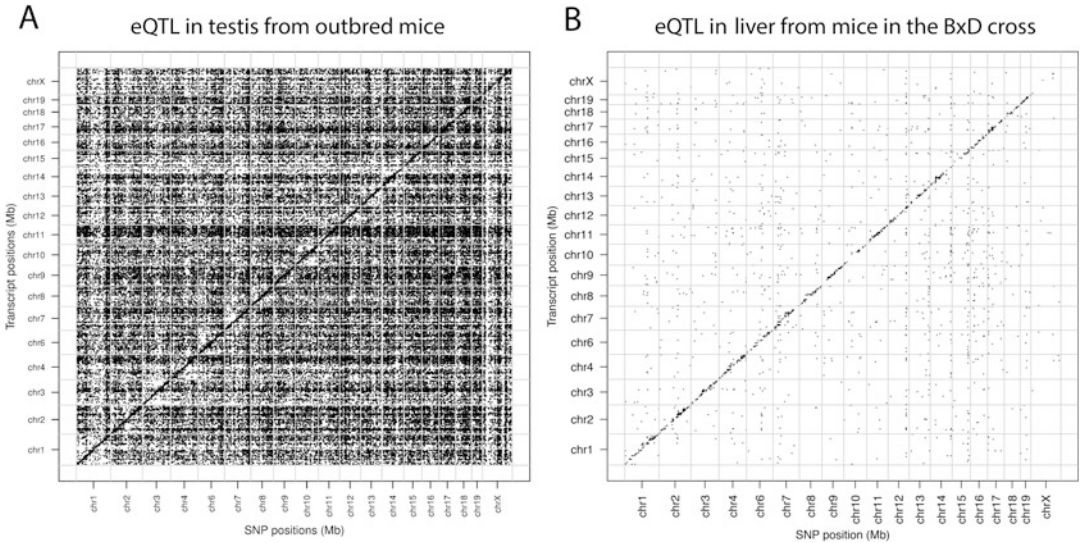 A
eQTL in testis from outbred mice
Transcript positions (Mb)
chrX
chr19
chr18
chr17
chr16
chr15
chr14
chr13
chr12
chr11
chr10
chr9
chr8
chr7
chr6
chr4
chr3
chr2
chr1
chr1
chr2
chr3
chr4
chr6
chr7
chr8
chr9
chr10
chr11
chr12
chr13
chr14
chr15
chr16
chr17
chr18
chr19
chrX
SNP positions (Mb)
B
eQTL in liver from mice in the BxD cross
Transcript position (Mb)
chrX
chr19
chr18
chr17
chr16
chr15
chr14
chr13
chr12
chr11
chr10
chr9
chr8
chr7
chr6
chr4
chr3
chr2
chr1
chr1
chr2
chr3
chr4
chr6
chr7
chr8
chr9
chr10
chr11
chr12
chr13
chr14
chr15
chr16
chr17
chr18
chr19
chrX
SNP position (Mb)